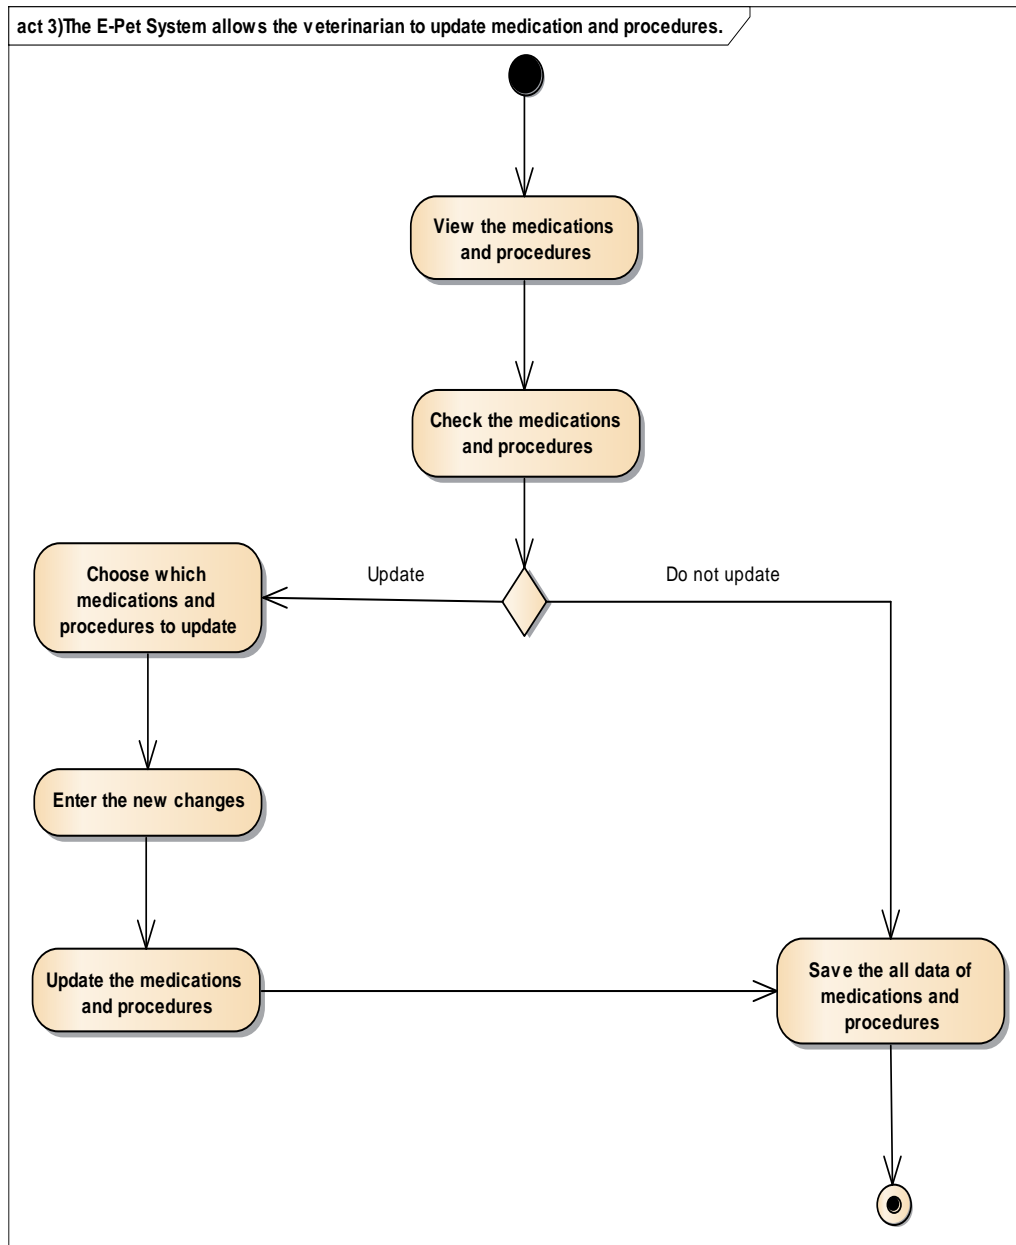 act 3)The E-Pet System allows the veterinarian to update medication and procedures.
View the medications
and procedures
Check the medications
and procedures
Choose which
medications and
procedures to update
Update
Do not update
Enter the new changes
Update the medications
and procedures
Save the all data of
medications and
procedures